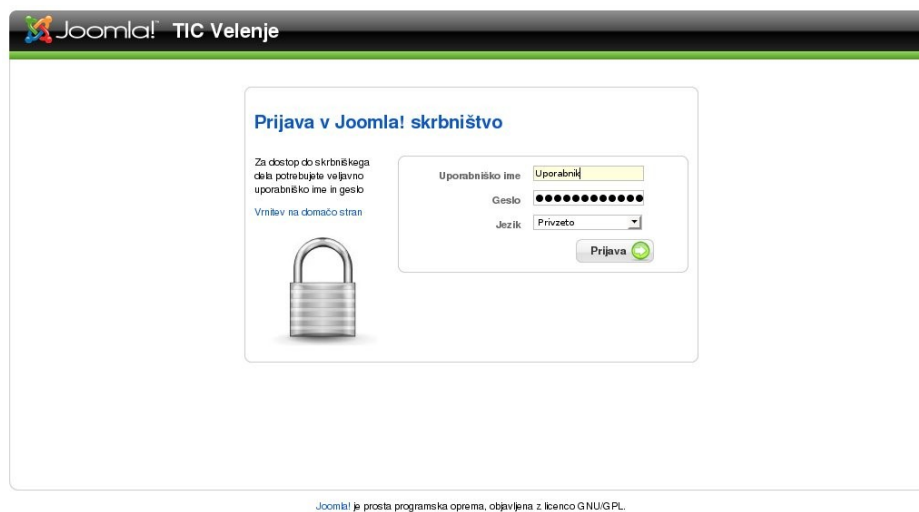 Joomla! TIC Velenje
Prijava v Joomla! skrbništvo
Za dostop do skrbniškega
dela potrebujete veljavno
uporabniško ime in geslo
Vrnitev na domačo stran
Uporabniško ime Uporabnik
Geslo ●●●●●●●●●●●●
Jezik Privzeto
Prijava
Joomla! je prosta programska oprema, objavljena z licenco GNU/GPL.